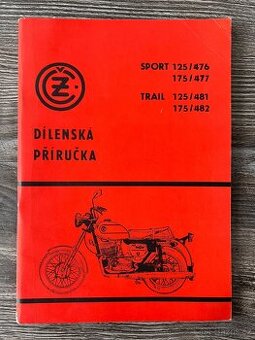 ČZ
SPORT 125/476
175/477
TRAIL 125/481
175/482
DÍLENSKÁ
PŘÍRUČKA